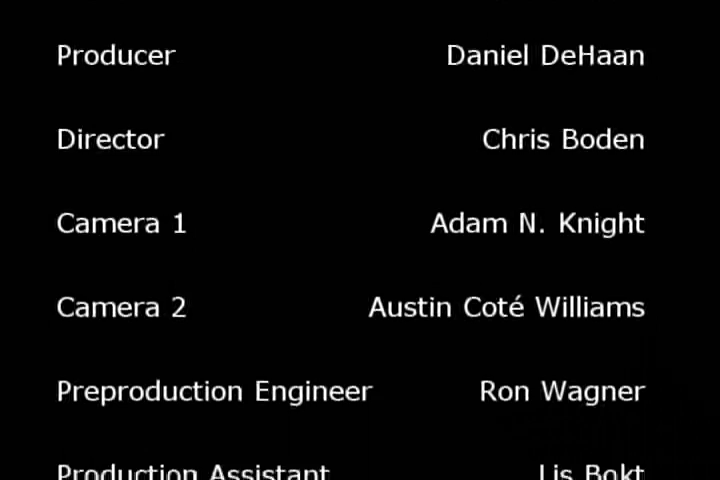 Producer Daniel DeHaan
Director Chris Boden
Camera 1 Adam N. Knight
Camera 2 Austin Coté Williams
Preproduction Engineer Ron Wagner
Production Assistant Lis Bokt